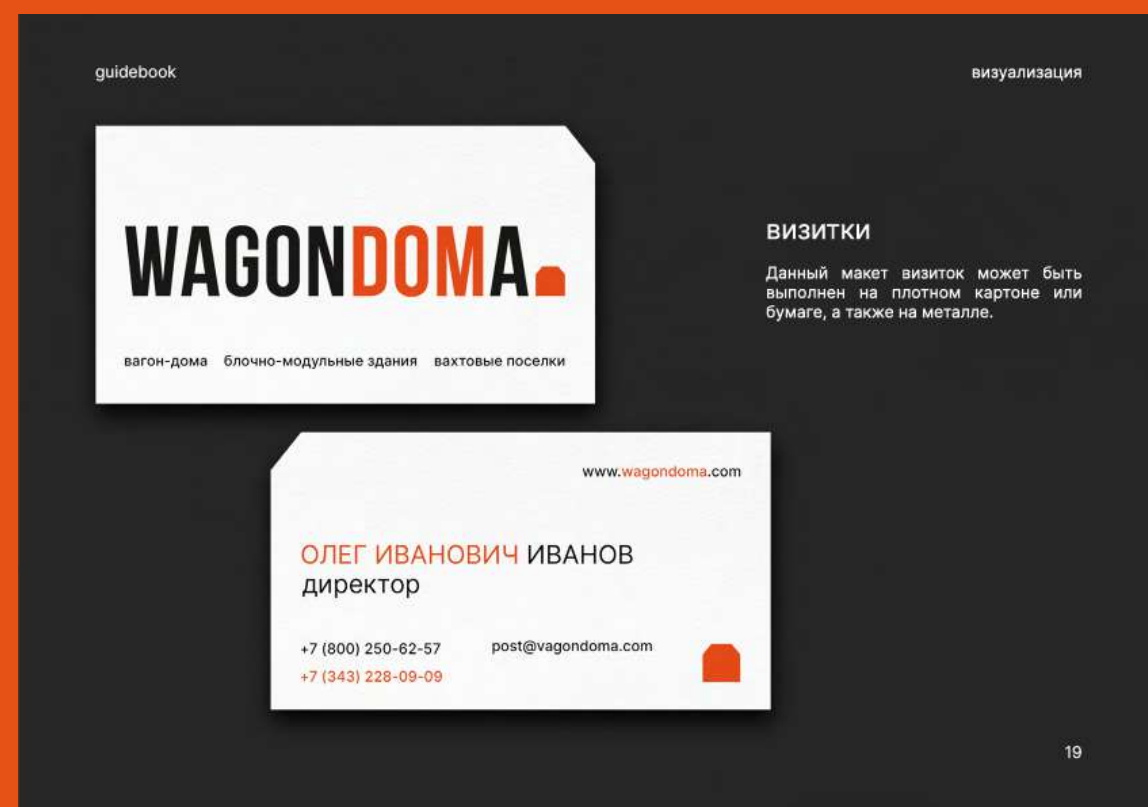 guidebook
визуализация
WAGONDOMA
вагон-дома блочно-модульные здания вахтовые поселки
визитки
Данный макет визиток может быть
выполнен на плотном картоне или
бумаге, а также на металле.
www.wagondoma.com
ОЛЕГ ИВАНОВИЧ ИВАНОВ
директор
+7 (800) 250-62-57
post@vagondoma.com
+7 (343) 228-09-09
19